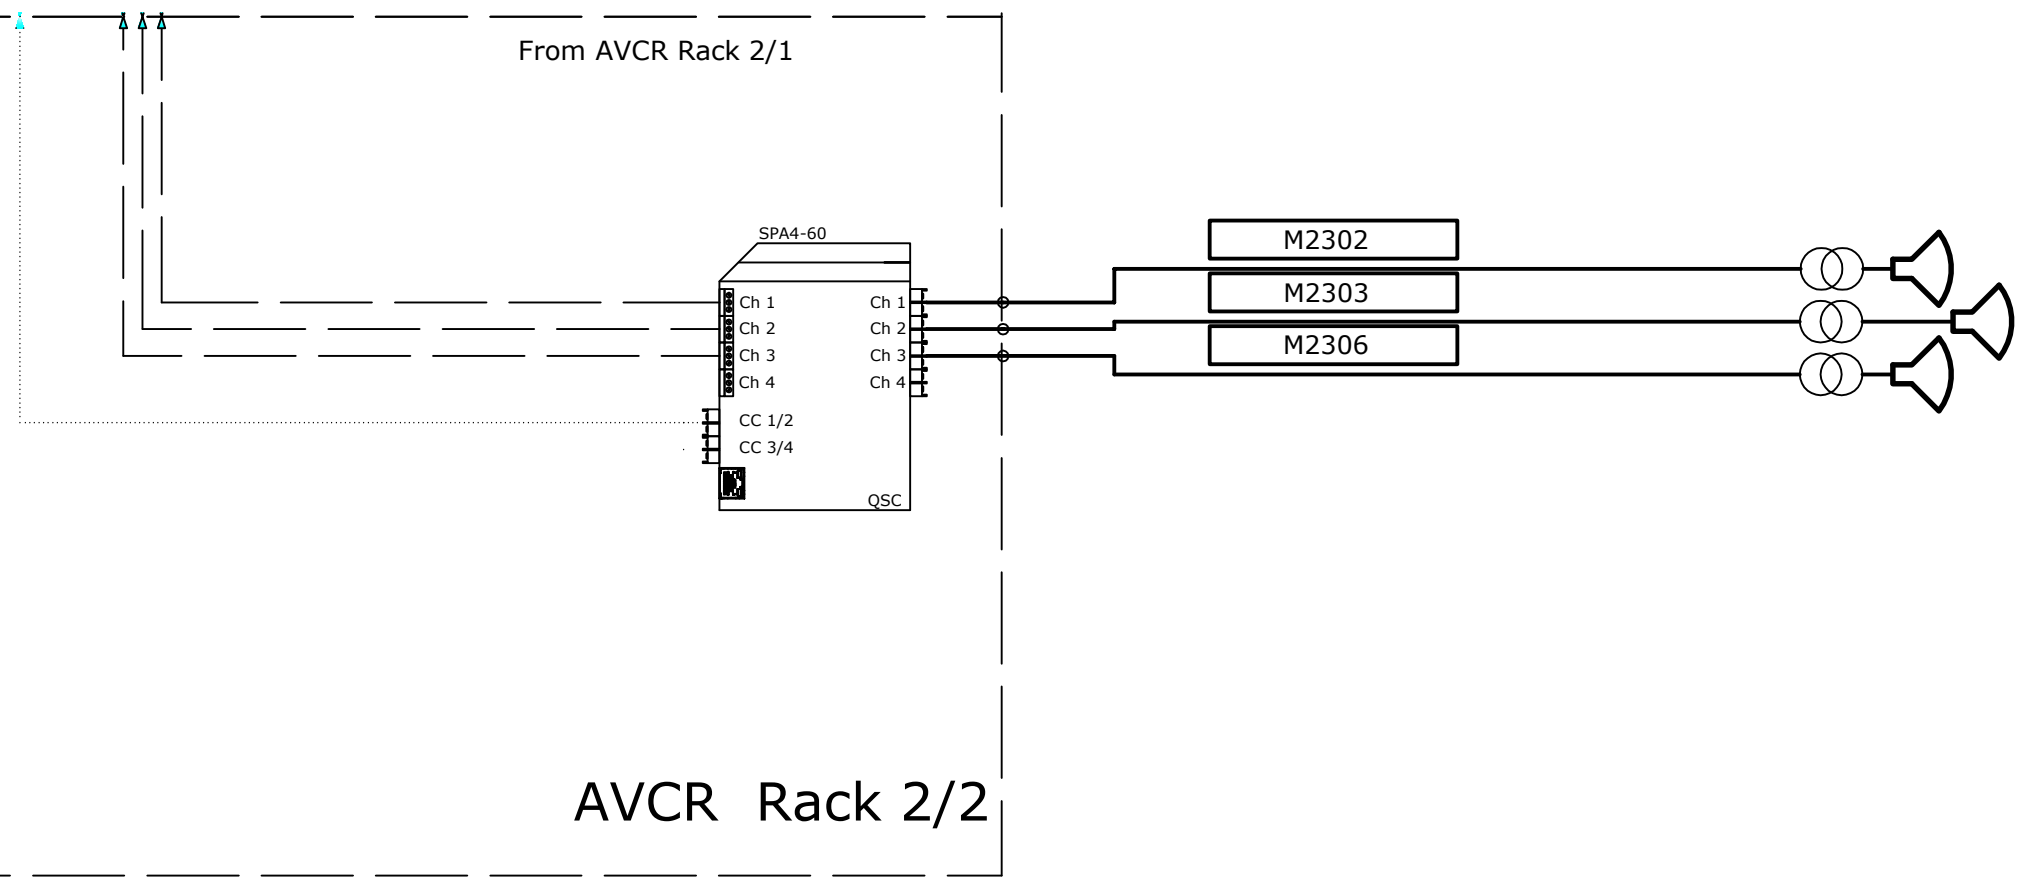 From AVCR Rack 2/1
SPA4-60
Ch 1 Ch 1
Ch 2 Ch 2
Ch 3 Ch 3
Ch 4 Ch 4
CC 1/2
CC 3/4
QSC
M2302
M2303
M2306
AVCR Rack 2/2